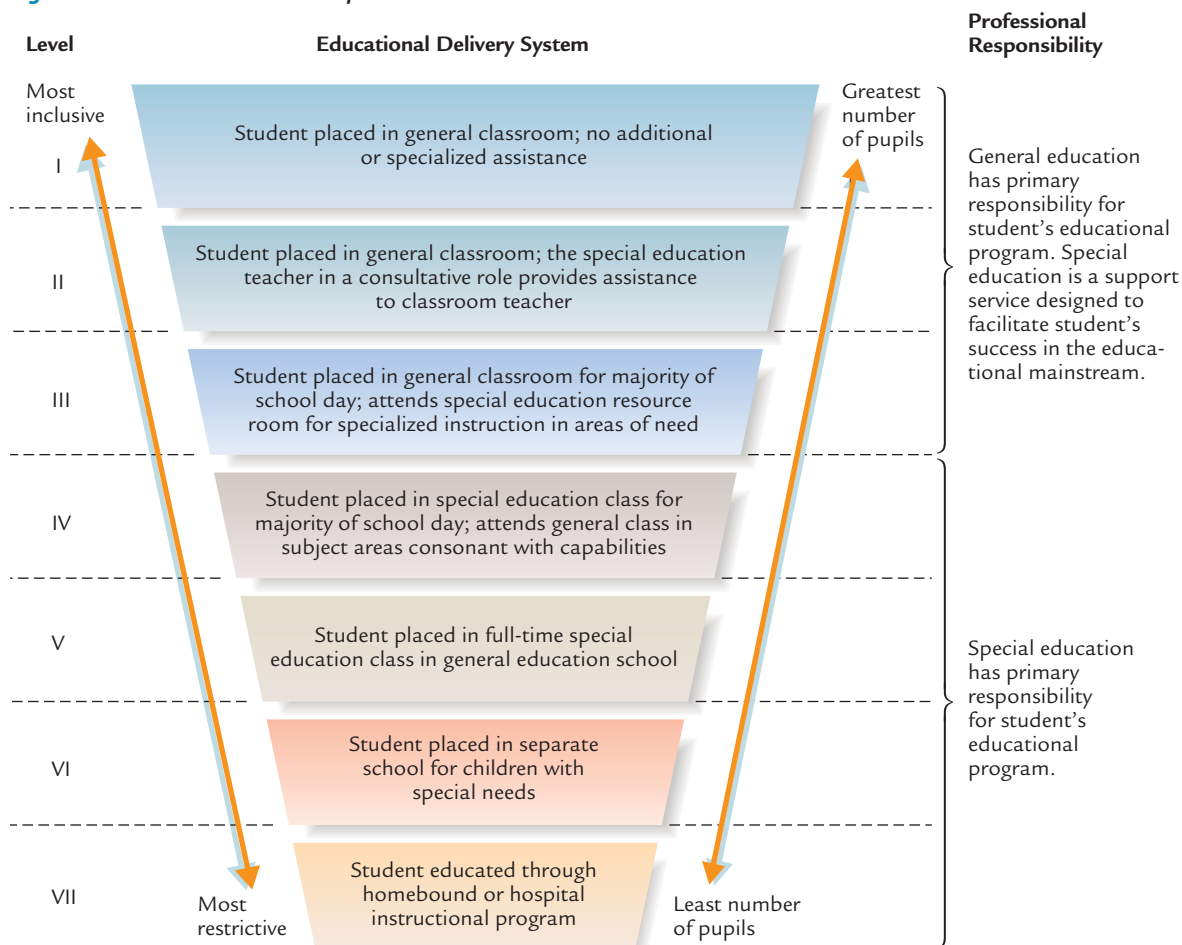 Level
Educational Delivery System
Professional
Responsibility
Most
inclusive
Greatest
number
of pupils
I
Student placed in general classroom; no additional
or specialized assistance
II
Student placed in general classroom; the special education
teacher in a consultative role provides assistance
to classroom teacher
III
Student placed in general classroom for majority of
school day; attends special education resource
room for specialized instruction in areas of need
General education
has primary
responsibility for
student’s educational
program. Special
education is a support
service designed to
facilitate student’s
success in the educa-
tional mainstream.
IV
Student placed in special education class for
majority of school day; attends general class in
subject areas consonant with capabilities
V
Student placed in full-time special
education class in general education school
VI
Student placed in separate
school for children with
special needs
VII
Student educated through
homebound or hospital
instructional program
Special education
has primary
responsibility
for student’s
educational
program.
Most
restrictive
Least number
of pupils